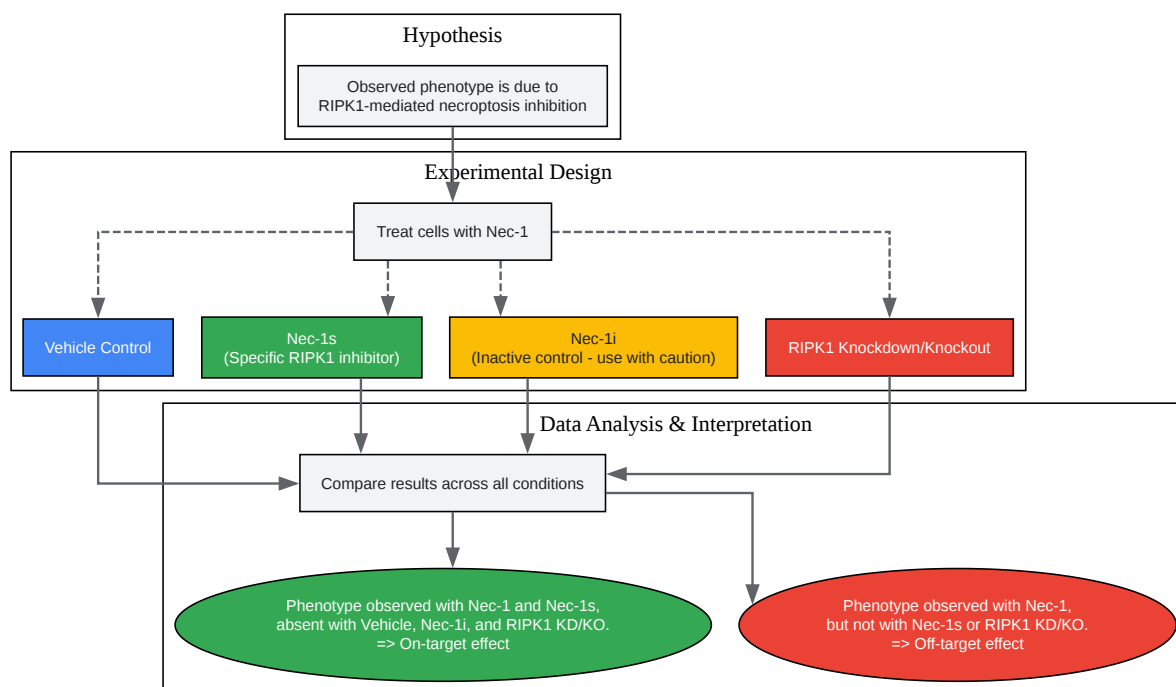 Hypothesis
Observed phenotype is due to
RIPK1-mediated necroptosis inhibition
Experimental Design
Treat cells with Nec-1
Vehicle Control
Nec-1s
(Specific RIPK1 inhibitor)
Nec-1i
(Inactive control - use with caution)
RIPK1 Knockdown/Knockout
Data Analysis & Interpretation
Compare results across all conditions
Phenotype observed with Nec-1 and Nec-1s,
absent with Vehicle, Nec-1i, and RIPK1 KD/KO.
=> On-target effect
Phenotype observed with Nec-1,
but not with Nec-1s or RIPK1 KD/KO.
=> Off-target effect